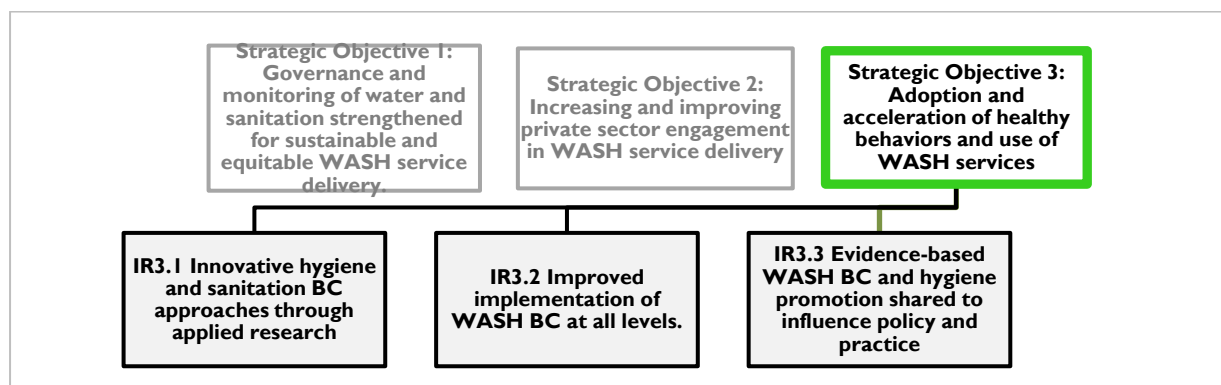 Strategic Objective 1:
Governance and
monitoring of water and
sanitation strengthened
for sustainable and
equitable WASH service
delivery.
Strategic Objective 2:
Increasing and improving
private sector engagement
in WASH service delivery
Strategic Objective 3:
Adoption and
acceleration of healthy
behaviors and use of
WASH services
IR3.1 Innovative hygiene
and sanitation BC
approaches through
applied research
IR3.2 Improved
implementation of
WASH BC at all levels.
IR3.3 Evidence-based
WASH BC and hygiene
promotion shared to
influence policy and
practice